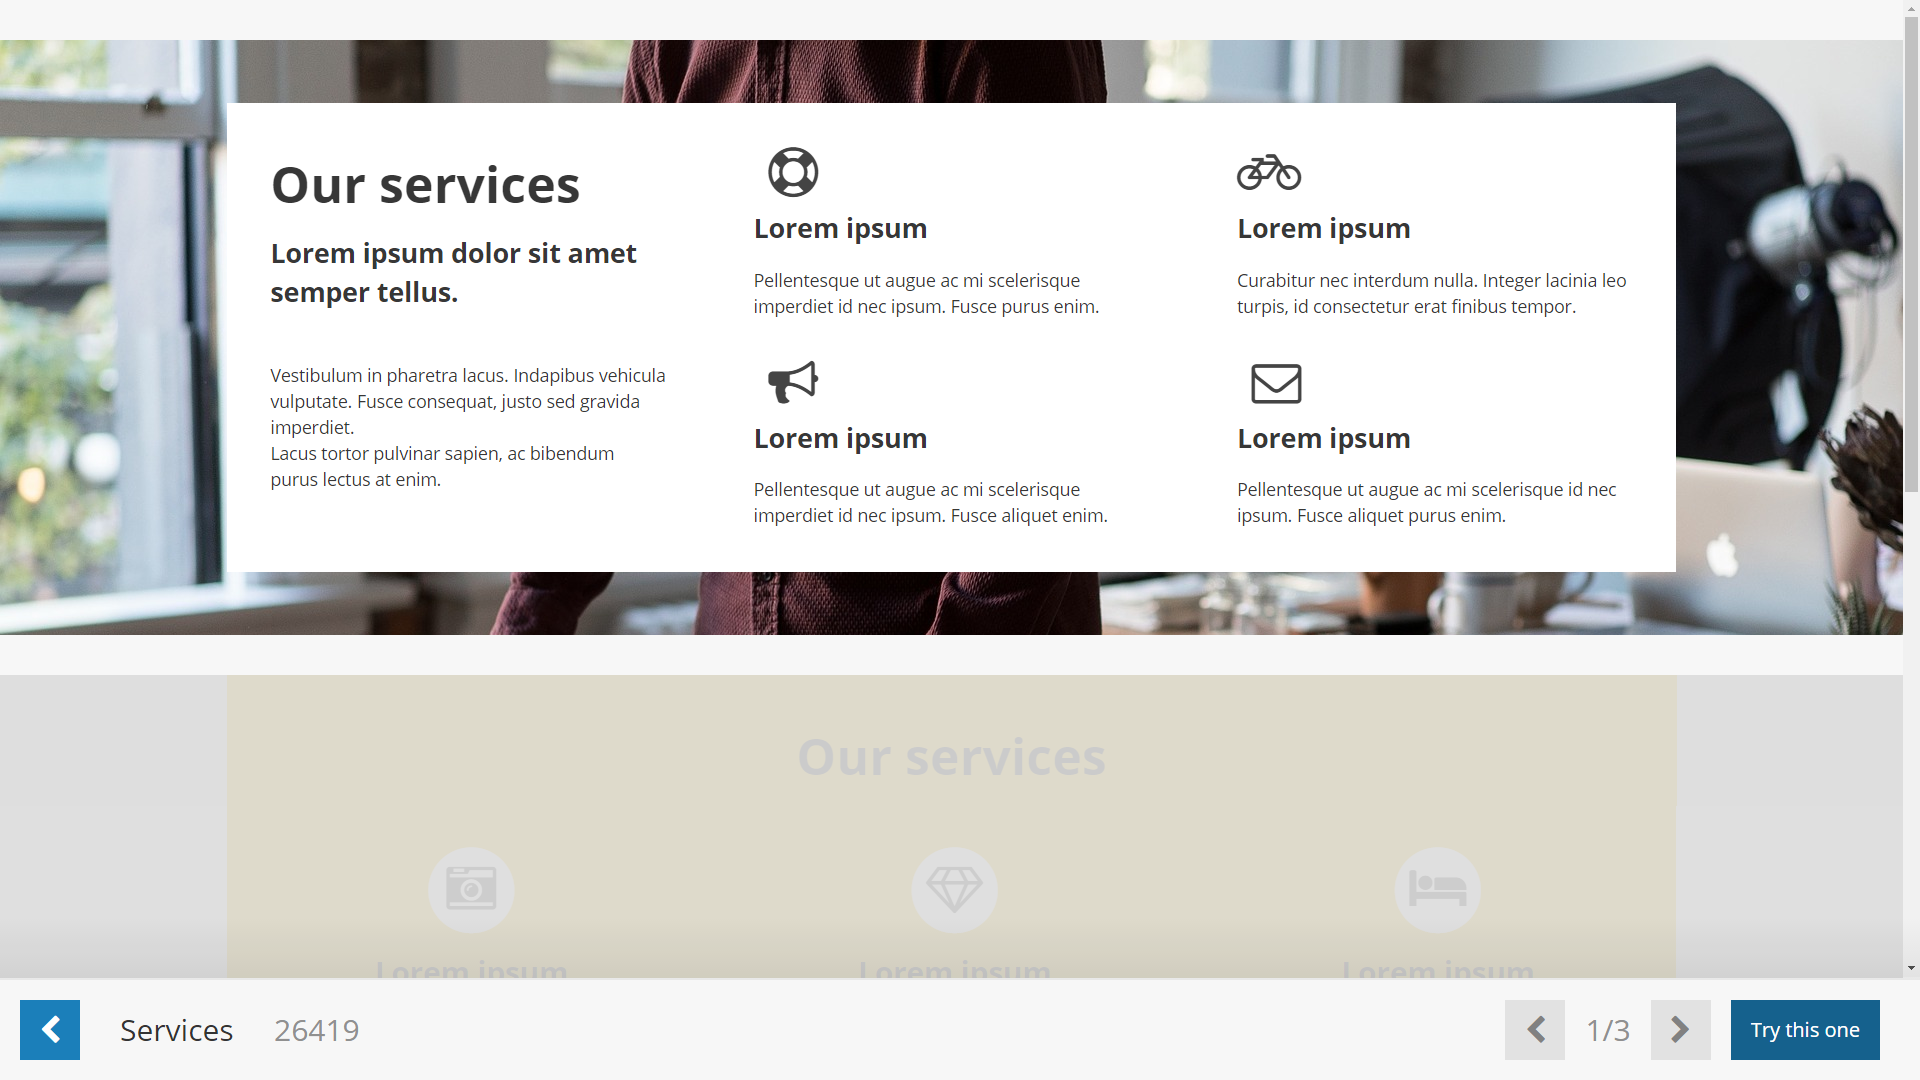 Our services
Lorem ipsum dolor sit amet
semper tellus.
Vestibulum in pharetra lacus. Indapibus vehicula
vulputate. Fusce consequat, justo sed gravida
imperdiet.
Lacus tortor pulvinar sapien, ac bibendum
purus lectus at enim.
Lorem ipsum
Pellentesque ut augue ac mi scelerisque
imperdiet id nec ipsum. Fusce purus enim.
Lorem ipsum
Curabitur nec interdum nulla. Integer lacinia leo
turpis, id consectetur erat finibus tempor.
Lorem ipsum
Pellentesque ut augue ac mi scelerisque
imperdiet id nec ipsum. Fusce aliquet enim.
Lorem ipsum
Pellentesque ut augue ac mi scelerisque id nec
ipsum. Fusce aliquet purus enim.
Our services
Lorem ipsum
Lorem ipsum
Lorem ipsum
Services 26419
1/3
Try this one